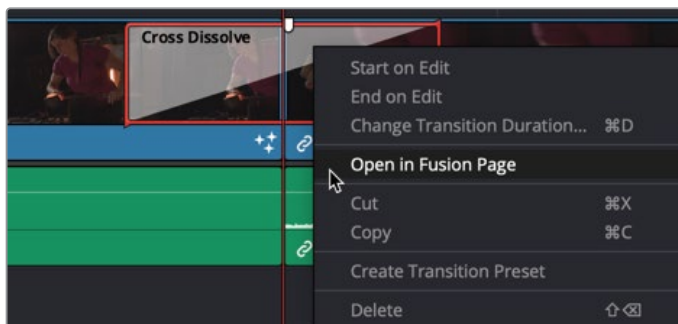 Cross Dissolve
Start on Edit
End on Edit
Change Transition Duration... ⌘D
Open in Fusion Page
Cut ⌘X
Copy ⌘C
Create Transition Preset
Delete ⇧⌫